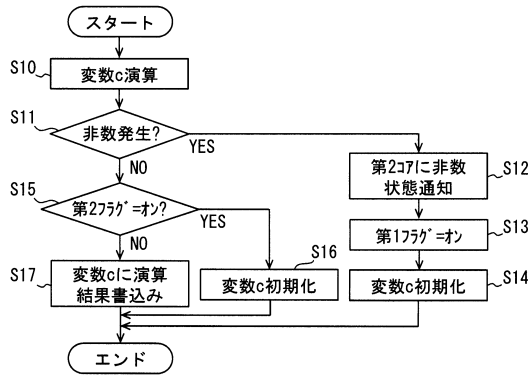 スタート
S10
変数c演算
S11
非数発生?
YES
NO
S12
第2コアに非数
状態通知
S15
第2フラグ=オン?
YES
NO
S13
第1フラグ=オン
S16
S17
変数cに演算
結果書込み
変数c初期化
変数c初期化
S14
エンド